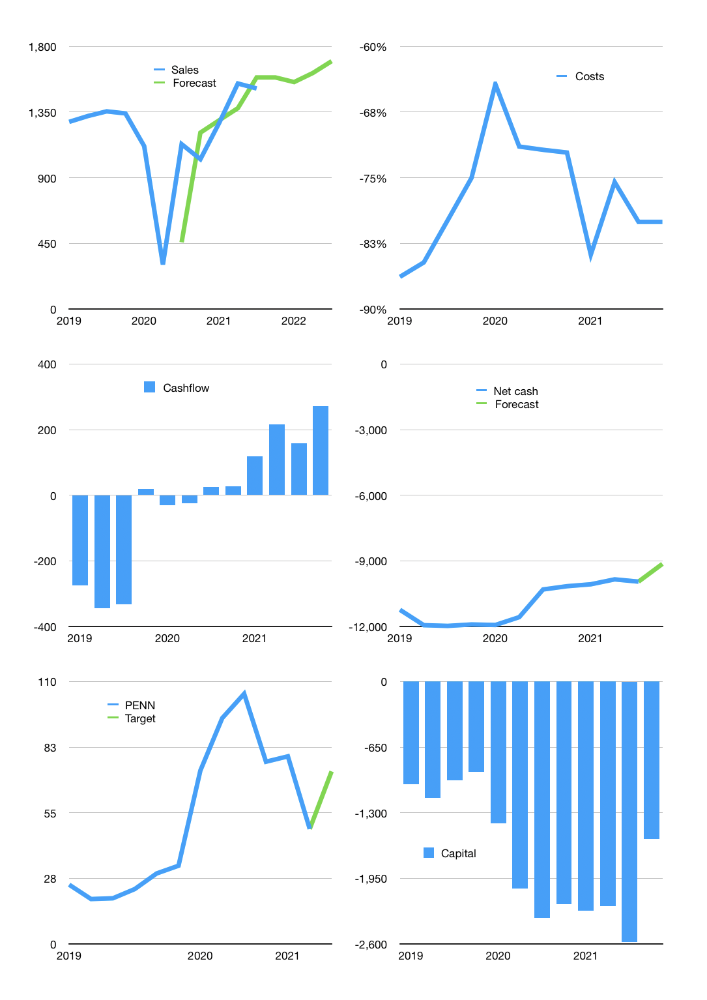 1,800
Sales
Forecast
1,350
900
450
0
2019 2020 2021 2022
-60%
Costs
-68%
-75%
-83%
-90%
2019 2020 2021
400
Cashflow
200
0
-200
-400
2019 2020 2021
0
Net cash
Forecast
-3,000
-6,000
-9,000
-12,000
2019 2020 2021
110
PENN
Target
83
55
28
0
2019 2020 2021
0
-650
-1,300
Capital
-1,950
-2,600
2019 2020 2021